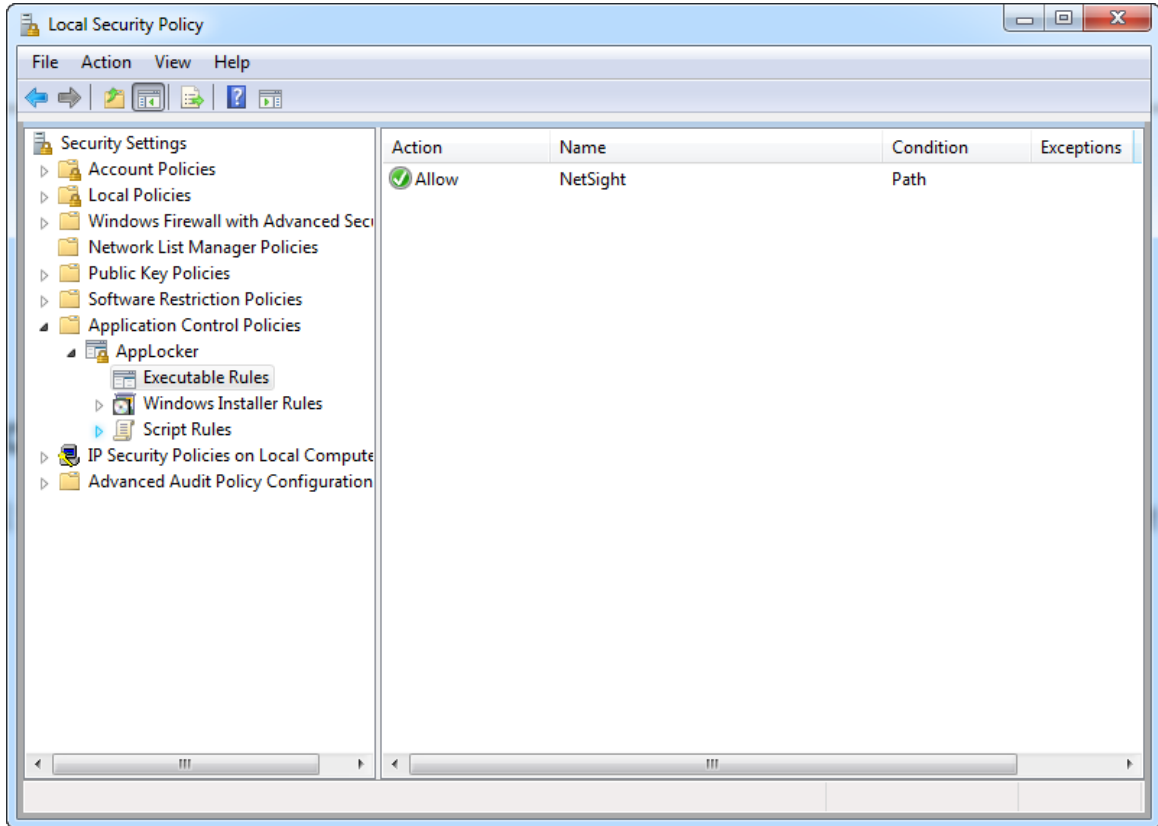 Local Security Policy
File Action View Help
Security Settings
Account Policies
Local Policies
Windows Firewall with Advanced Secu
Network List Manager Policies
Public Key Policies
Software Restriction Policies
Application Control Policies
AppLocker
Executable Rules
Windows Installer Rules
Script Rules
IP Security Policies on Local Compute
Advanced Audit Policy Configuration
Action Name Condition Exceptions
Allow NetSight Path